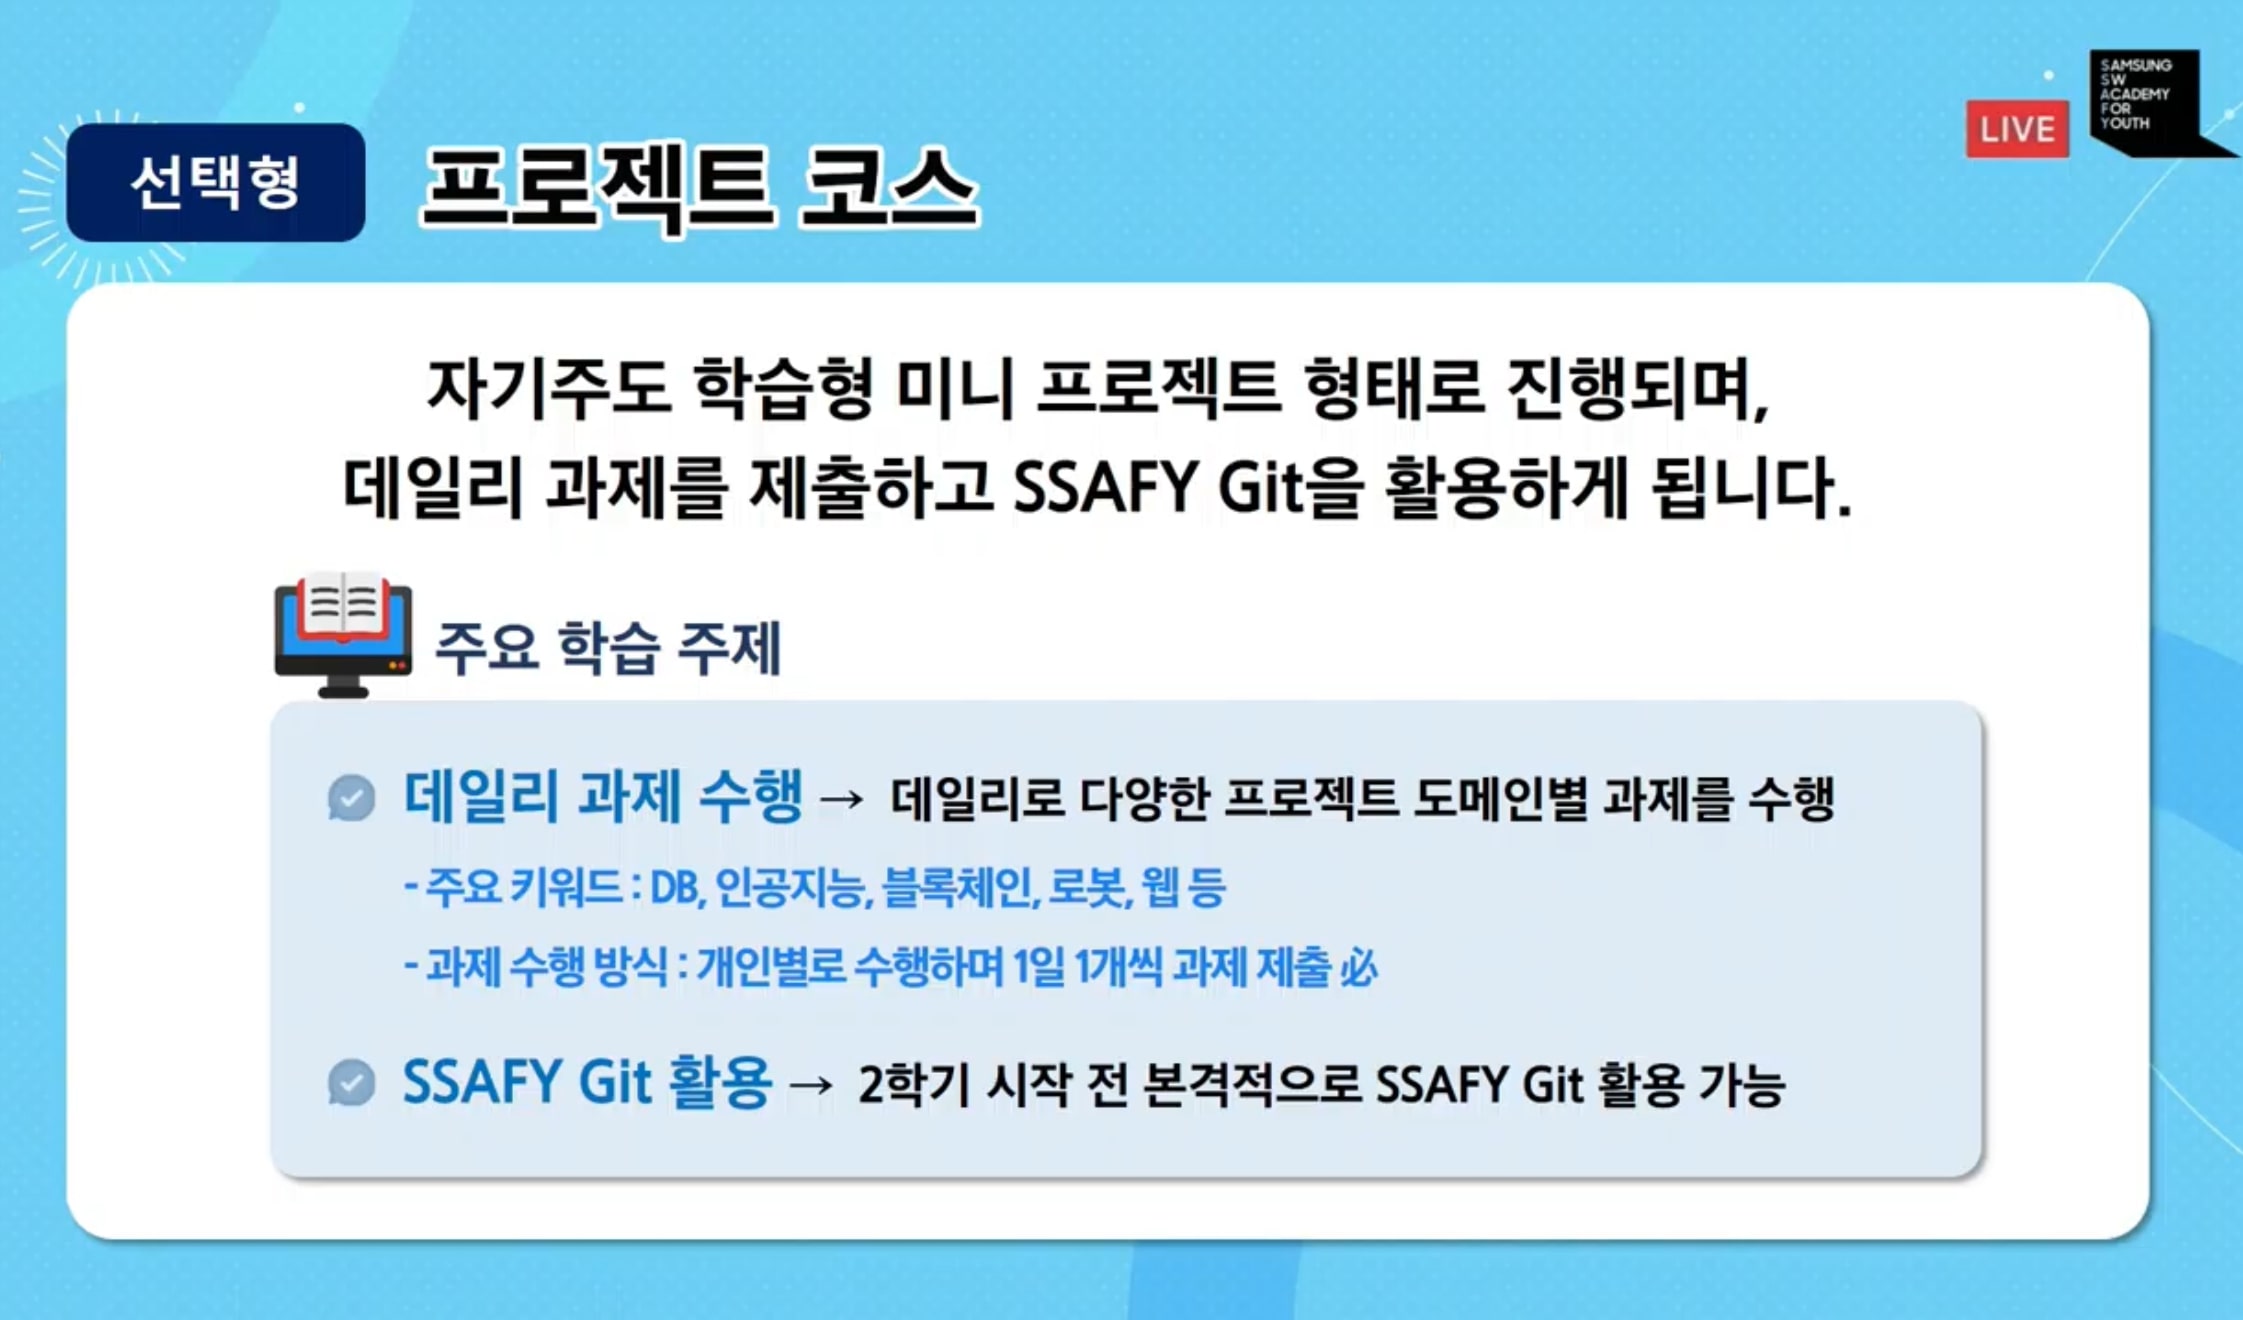 SAMSUNG
SW
ACADEMY
FOR
YOUTH
LIVE
선택형 프로젝트 코스
자기주도 학습형 미니 프로젝트 형태로 진행되며,
데일리 과제를 제출하고 SSAFY Git을 활용하게 됩니다.
주요 학습 주제
데일리 과제 수행 → 데일리로 다양한 프로젝트 도메인별 과제를 수행
- 주요 키워드 : DB, 인공지능, 블록체인, 로봇, 웹 등
- 과제 수행 방식 : 개인별로 수행하며 1일 1개씩 과제 제출 必
SSAFY Git 활용 → 2학기 시작 전 본격적으로 SSAFY Git 활용 가능